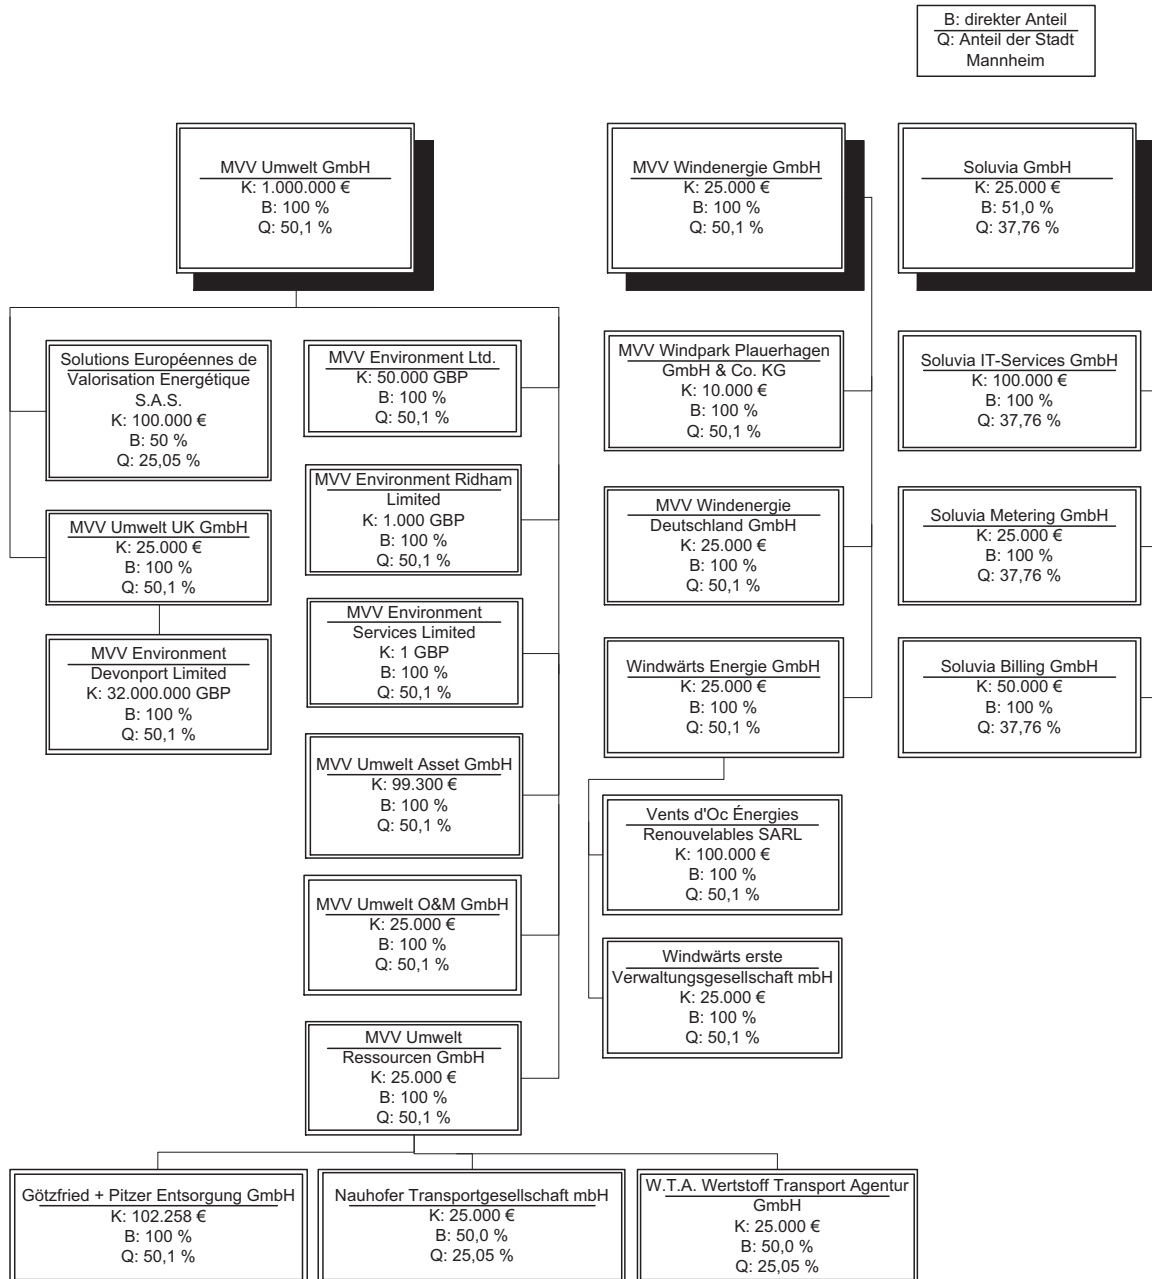 B: direkter Anteil
Q: Anteil der Stadt
Mannheim
MVV Umwelt GmbH
K: 1.000.000 €
B: 100 %
Q: 50,1 %
MVV Windenergie GmbH
K: 25.000 €
B: 100 %
Q: 50,1 %
Soluvia GmbH
K: 25.000 €
B: 51,0 %
Q: 37,76 %
Solutions Européennes de
Valorisation Energétique
S.A.S.
K: 100.000 €
B: 50 %
Q: 25,05 %
MVV Umwelt UK GmbH
K: 25.000 €
B: 100 %
Q: 50,1 %
MVV Environment
Devonport Limited
K: 32.000.000 GBP
B: 100 %
Q: 50,1 %
MVV Environment Ltd.
K: 50.000 GBP
B: 100 %
Q: 50,1 %
MVV Environment Ridham
Limited
K: 1.000 GBP
B: 100 %
Q: 50,1 %
MVV Environment
Services Limited
K: 1 GBP
B: 100 %
Q: 50,1 %
MVV Umwelt Asset GmbH
K: 99.300 €
B: 100 %
Q: 50,1 %
MVV Umwelt O&M GmbH
K: 25.000 €
B: 100 %
Q: 50,1 %
MVV Umwelt
Ressourcen GmbH
K: 25.000 €
B: 100 %
Q: 50,1 %
MVV Windpark Plauerhagen
GmbH & Co. KG
K: 10.000 €
B: 100 %
Q: 50,1 %
MVV Windenergie
Deutschland GmbH
K: 25.000 €
B: 100 %
Q: 50,1 %
Windwärts Energie GmbH
K: 25.000 €
B: 100 %
Q: 50,1 %
Vents d'Oc Énergies
Renouvelables SARL
K: 100.000 €
B: 100 %
Q: 50,1 %
Windwärts erste
Verwaltungsgesellschaft mbH
K: 25.000 €
B: 100 %
Q: 50,1 %
Soluvia IT-Services GmbH
K: 100.000 €
B: 100 %
Q: 37,76 %
Soluvia Metering GmbH
K: 25.000 €
B: 100 %
Q: 37,76 %
Soluvia Billing GmbH
K: 50.000 €
B: 100 %
Q: 37,76 %
Götzfried + Pitzer Entsorgung GmbH
K: 102.258 €
B: 100 %
Q: 50,1 %
Nauhofer Transportgesellschaft mbH
K: 25.000 €
B: 50,0 %
Q: 25,05 %
W.T.A. Wertstoff Transport Agentur
GmbH
K: 25.000 €
B: 50,0 %
Q: 25,05 %